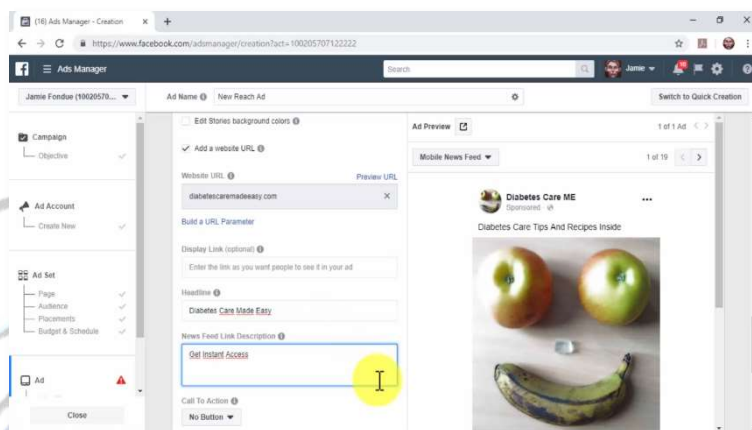 (16) Ads Manager - Creation
https://www.facebook.com/adsmanager/creation?act=100205707122222
Ads Manager
Search
Jamie
Jamie Fondue (10020570...
Ad Name
New Reach Ad
Switch to Quick Creation
Campaign
Objective
Ad Account
Create New
Ad Set
Page
Audience
Placements
Budget & Schedule
Ad
Close
Edit Stories background colors
Add a website URL
Website URL
Preview URL
diabetescaremadeeasy.com
Build a URL Parameter
Display Link (optional)
Enter the link as you want people to see it in your ad
Headline
Diabetes Care Made Easy
News Feed Link Description
Get Instant Access
Call To Action
No Button
Ad Preview
1 of 1 Ad
Mobile News Feed
1 of 19
Diabetes Care ME
Sponsored
Diabetes Care Tips And Recipes Inside